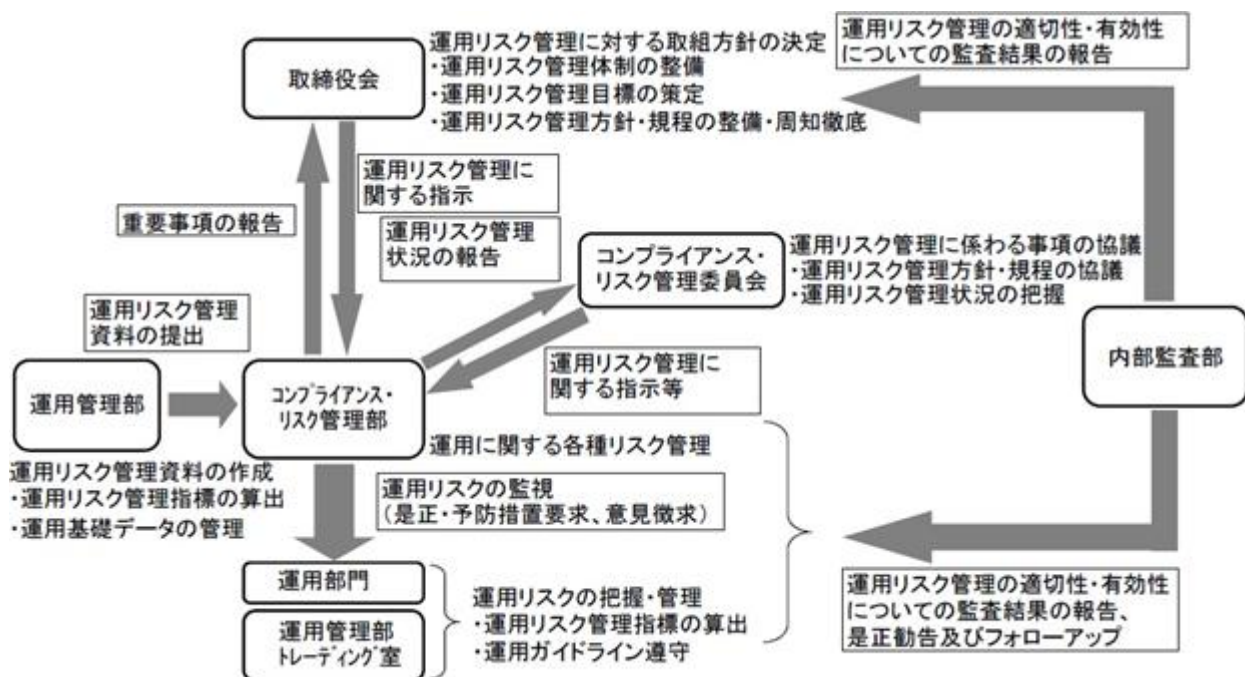 取締役会
運用リスク管理に対する取組方針の決定
・運用リスク管理体制の整備
・運用リスク管理目標の策定
・運用リスク管理方針・規程の整備・周知徹底
運用リスク管理の適切性・有効性
についての監査結果の報告
運用リスク管理に
関する指示
重要事項の報告
運用リスク管理
状況の報告
コンプライアンス・
リスク管理委員会
運用リスク管理に係わる事項の協議
・運用リスク管理方針・規程の協議
・運用リスク管理状況の把握
運用リスク管理
資料の提出
内部監査部
運用管理部
コンプライアンス・
リスク管理部
運用リスク管理に
関する指示等
運用に関する各種リスク管理
運用リスク管理資料の作成
・運用リスク管理指標の算出
・運用基礎データの管理
運用リスクの監視
(是正・予防措置要求、意見徴求)
運用部門
運用管理部
トレーディング室
運用リスクの把握・管理
・運用リスク管理指標の算出
・運用ガイドライン遵守
運用リスク管理の適切性・有効性
についての監査結果の報告、
是正勧告及びフォローアップ